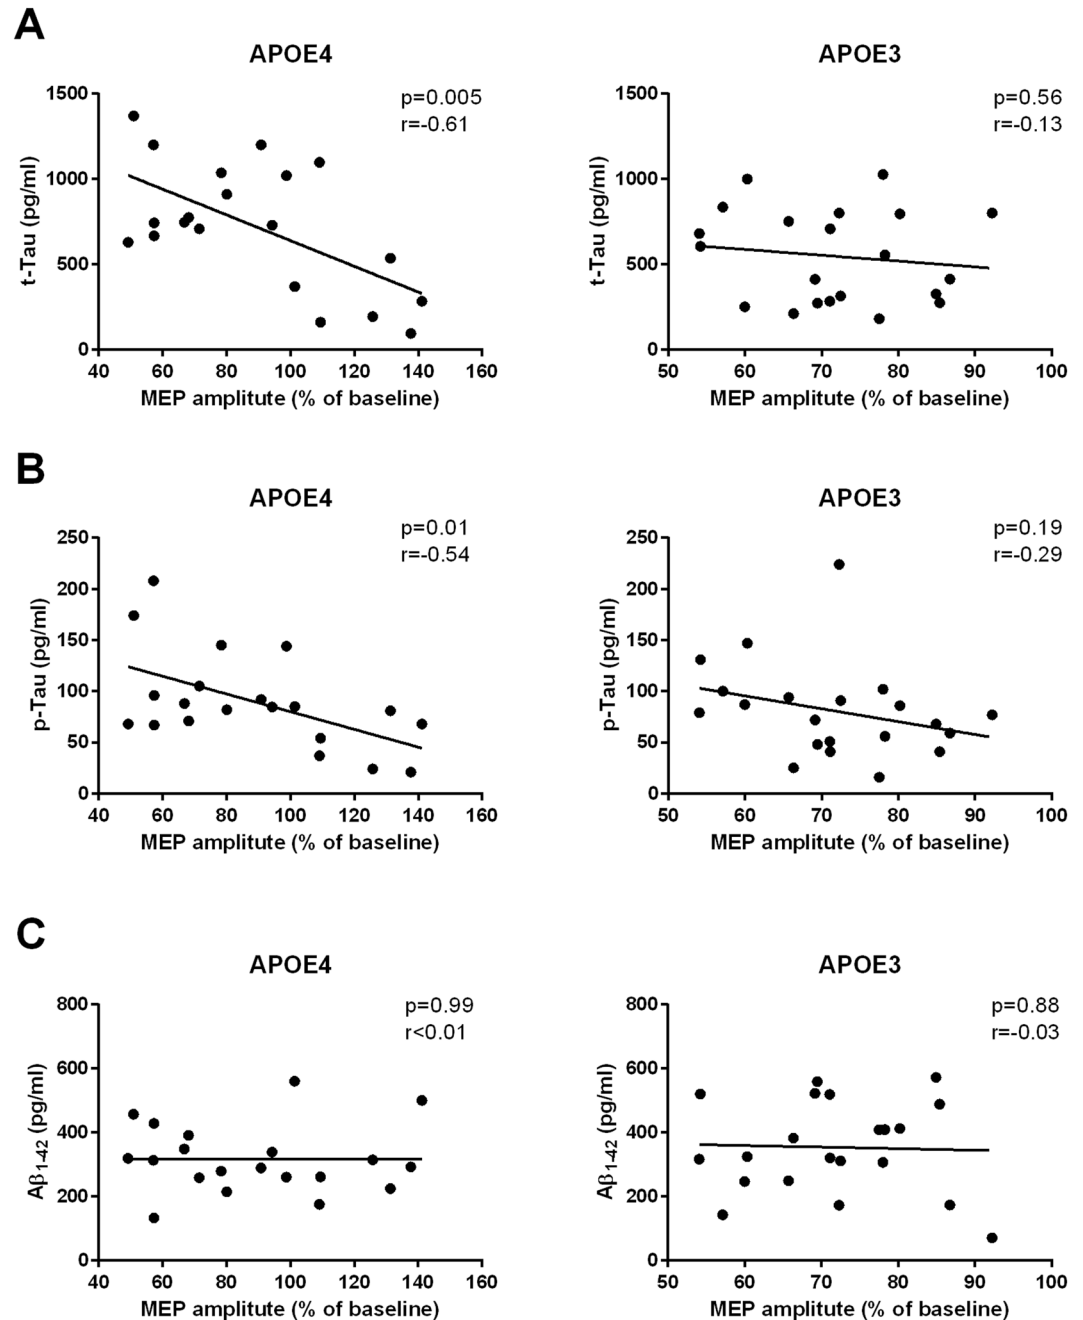 A
APOE4
p=0.005
r=-0.61
t-Tau (pg/ml)
1500
1000
500
0
40 60 80 100 120 140 160
MEP amplitute (% of baseline)
APOE3
p=0.56
r=-0.13
t-Tau (pg/ml)
1500
1000
500
0
50 60 70 80 90 100
MEP amplitute (% of baseline)
B
APOE4
p=0.01
r=-0.54
p-Tau (pg/ml)
250
200
150
100
50
0
40 60 80 100 120 140 160
MEP amplitute (% of baseline)
APOE3
p=0.19
r=-0.29
p-Tau (pg/ml)
250
200
150
100
50
0
50 60 70 80 90 100
MEP amplitute (% of baseline)
C
APOE4
p=0.99
r<0.01
Aβ1-42 (pg/ml)
800
600
400
200
0
40 60 80 100 120 140 160
MEP amplitute (% of baseline)
APOE3
p=0.88
r=-0.03
Aβ1-42 (pg/ml)
800
600
400
200
0
50 60 70 80 90 100
MEP amplitute (% of baseline)